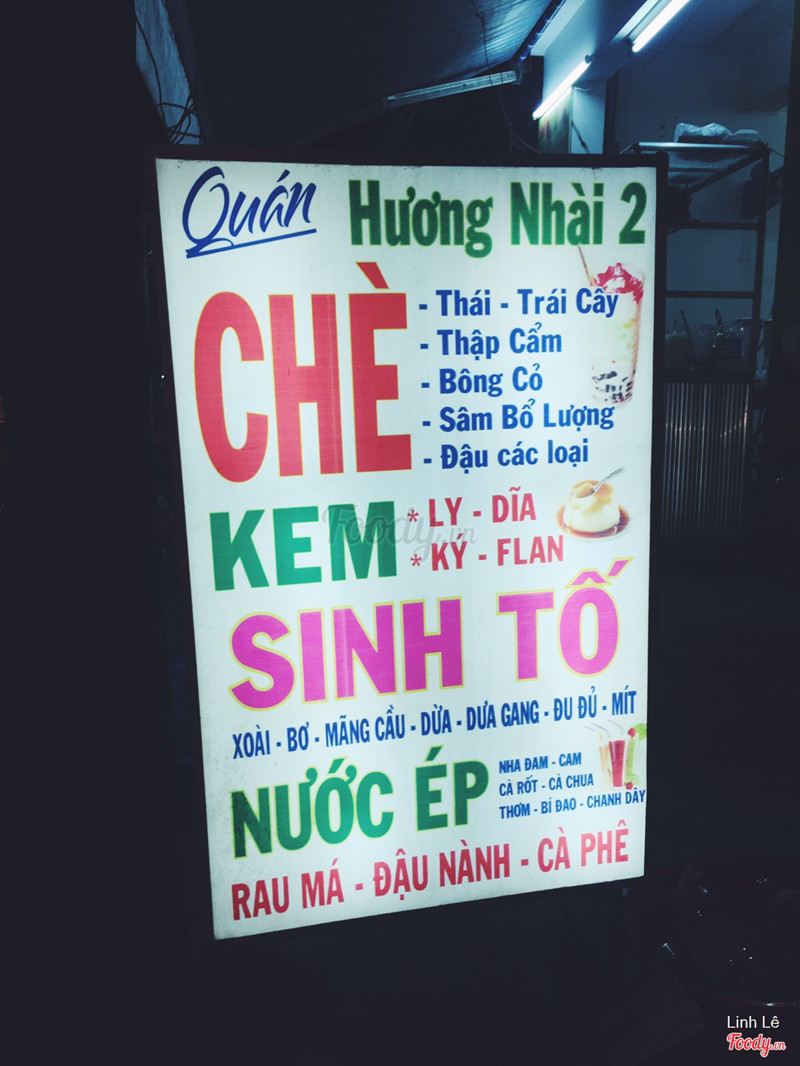 Quán Hương Nhài 2
CHÈ
- Thái - Trái Cây
- Thập Cẩm
- Bông Cỏ
- Sâm Bổ Lượng
- Đậu các loại
KEM
* LY - DĨA
* KÝ - FLAN
SINH TỐ
XOÀI - BƠ - MÃNG CẦU - DỪA - DƯA GANG - ĐU ĐỦ - MÍT
NƯỚC ÉP
NHA ĐAM - CAM
CÀ RỐT - CÀ CHUA
THƠM - BÍ ĐAO - CHANH DÂY
RAU MÁ - ĐẬU NÀNH - CÀ PHÊ
Foody.vn
Linh Lê
Foody.vn